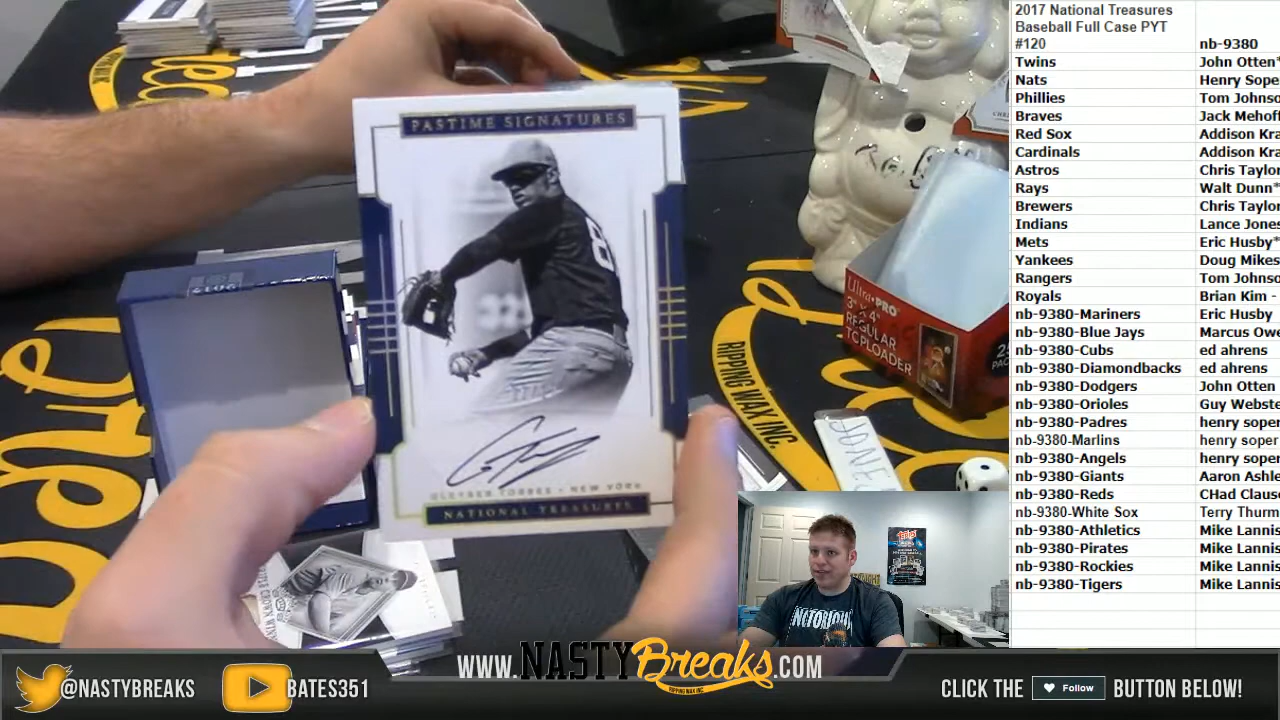 PASTIME SIGNATURES
GLEYBER TORRES • NEW YORK
NATIONAL TREASURES
Ultra•PRO
3" X 4"
REGULAR
TOPLOADER
RIPPING WAX INC.
JONES
NOTORIOUS
Topps
2017 National Treasures
Baseball Full Case PYT
#120 nb-9380
Twins John Otten*
Nats Henry Sope
Phillies Tom Johnso
Braves Jack Mehoff
Red Sox Addison Kra
Cardinals Addison Kra
Astros Chris Taylor
Rays Walt Dunn*
Brewers Chris Taylor
Indians Lance Jones
Mets Eric Husby*
Yankees Doug Mikes
Rangers Tom Johnso
Royals Brian Kim -
nb-9380-Mariners Eric Husby
nb-9380-Blue Jays Marcus Owe
nb-9380-Cubs ed ahrens
nb-9380-Diamondbacks ed ahrens
nb-9380-Dodgers John Otten
nb-9380-Orioles Guy Webste
nb-9380-Padres henry soper
nb-9380-Marlins henry soper
nb-9380-Angels henry soper
nb-9380-Giants Aaron Ashle
nb-9380-Reds CHad Clause
nb-9380-White Sox Terry Thurm
nb-9380-Athletics Mike Lannis
nb-9380-Pirates Mike Lannis
nb-9380-Rockies Mike Lannis
nb-9380-Tigers Mike Lannis
@NASTYBREAKS
BATES351
WWW.NASTYBreaks.COM
RIPPING WAX INC.
CLICK THE Follow BUTTON BELOW!